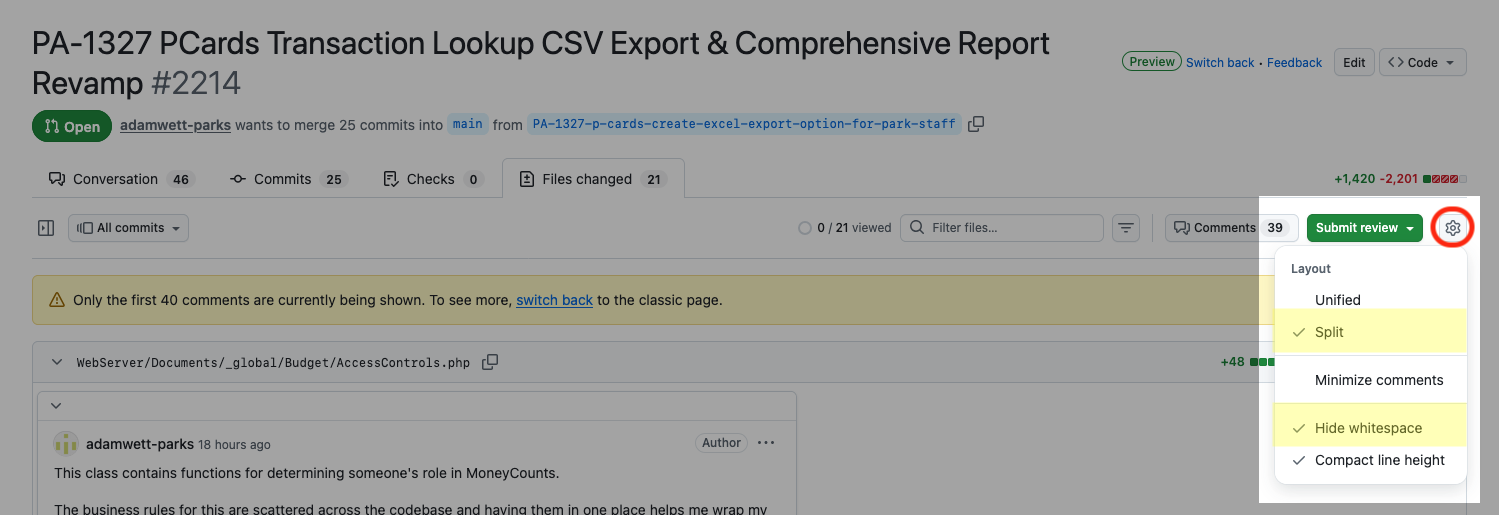 PA-1327 PCards Transaction Lookup CSV Export & Comprehensive Report
Revamp #2214
Preview Switch back · Feedback Edit <> Code
Open adamwett-parks wants to merge 25 commits into main from PA-1327-p-cards-create-excel-export-option-for-park-staff
Conversation 46 Commits 25 Checks 0 Files changed 21
+1,420 -2,201
All commits 0 / 21 viewed Filter files... Comments 39 Submit review
Layout
Unified
Split
Minimize comments
Hide whitespace
Compact line height
Only the first 40 comments are currently being shown. To see more, switch back to the classic page.
WebServer/Documents/_global/Budget/AccessControls.php +48
adamwett-parks 18 hours ago Author ...
This class contains functions for determining someone's role in MoneyCounts.
The business rules for this are scattered across the codebase and having them in one place helps me wrap my